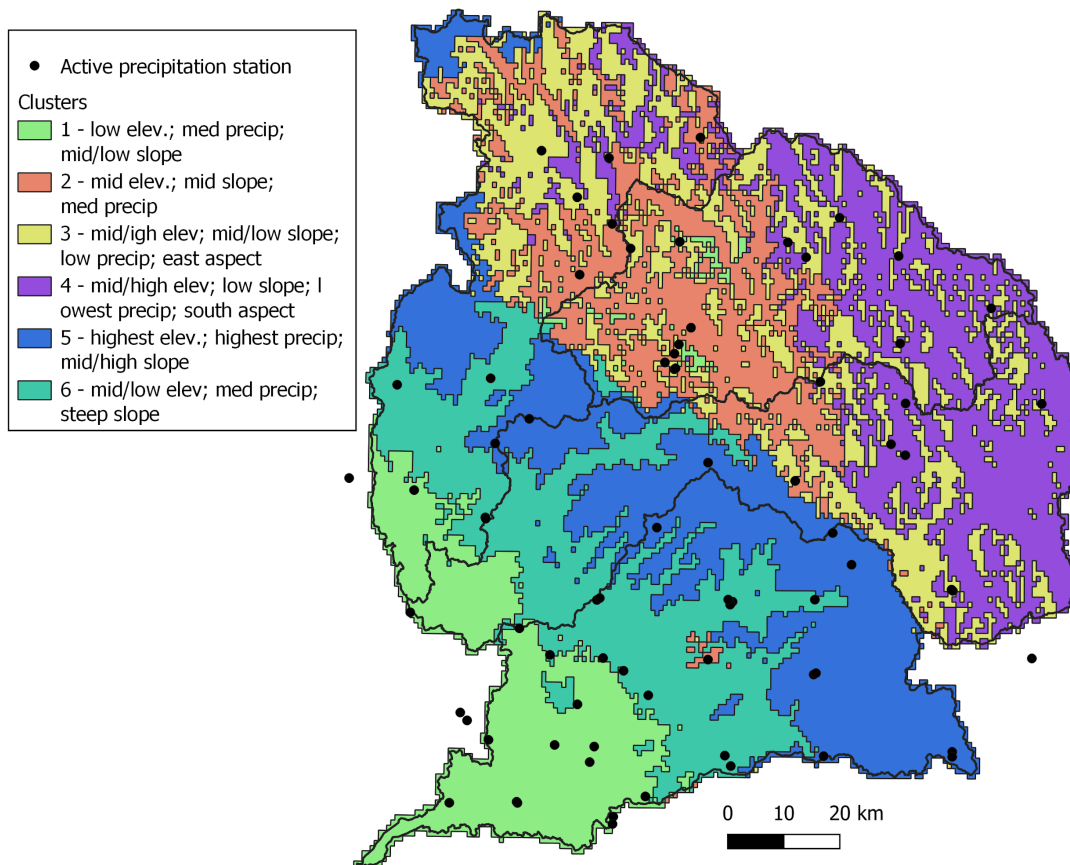 Active precipitation station
Clusters
1 - low elev.; med precip;
mid/low slope
2 - mid elev.; mid slope;
med precip
3 - mid/igh elev; mid/low slope;
low precip; east aspect
4 - mid/high elev; low slope; l
owest precip; south aspect
5 - highest elev.; highest precip;
mid/high slope
6 - mid/low elev; med precip;
steep slope
0 10 20 km